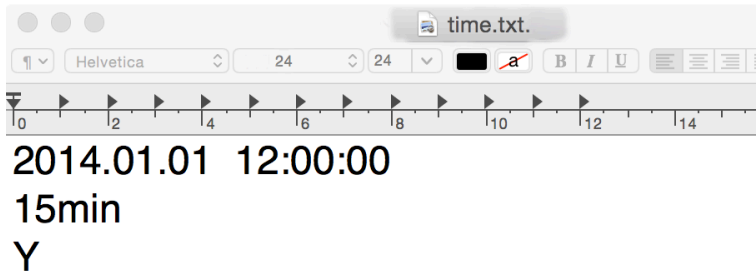 time.txt.
¶ Helvetica 24 24 a B I U
0 2 4 6 8 10 12 14
2014.01.01 12:00:00
15min
Y